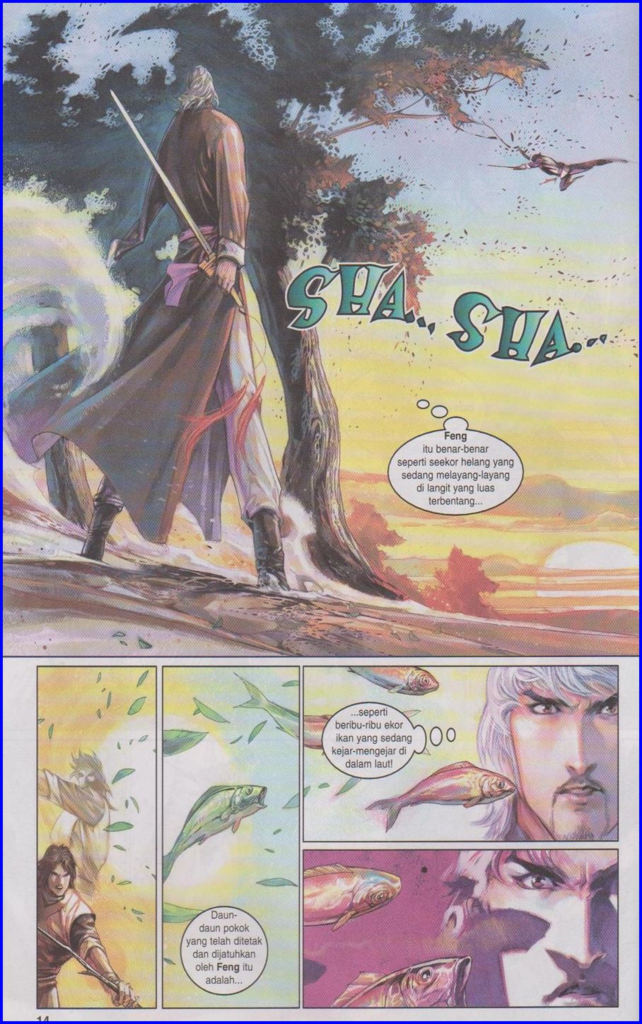 SHA.. SHA...
Feng
itu benar-benar
seperti seekor helang yang
sedang melayang-layang
di langit yang luas
terbentang...
Daun-
daun pokok
yang telah ditetak
dan dijatuhkan
oleh Feng itu
adalah...
...seperti
beribu-ribu ekor
ikan yang sedang
kejar-mengejar di
dalam laut!
14